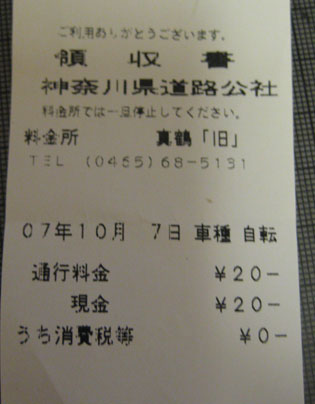 ご利用ありがとうございます。
領収書
神奈川県道路公社
料金所では一旦停止してください。
料金所 真鶴「旧」
TEL (0465)68-5131
07年10月 7日 車種 自転
通行料金 ¥20-
現金 ¥20-
うち消費税等 ¥0-